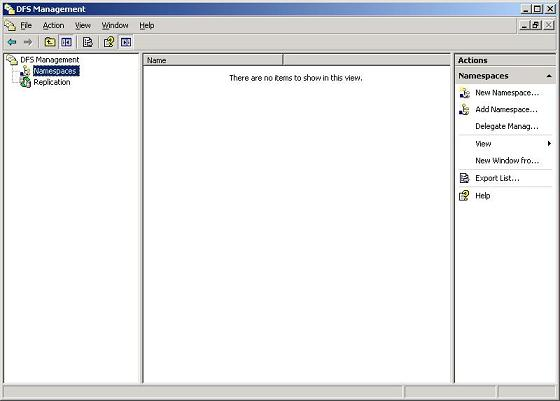 DFS Management
File Action View Window Help
DFS Management
Namespaces
Replication
Name
There are no items to show in this view.
Actions
Namespaces
New Namespace...
Add Namespace...
Delegate Manag...
View
New Window fro...
Export List...
Help